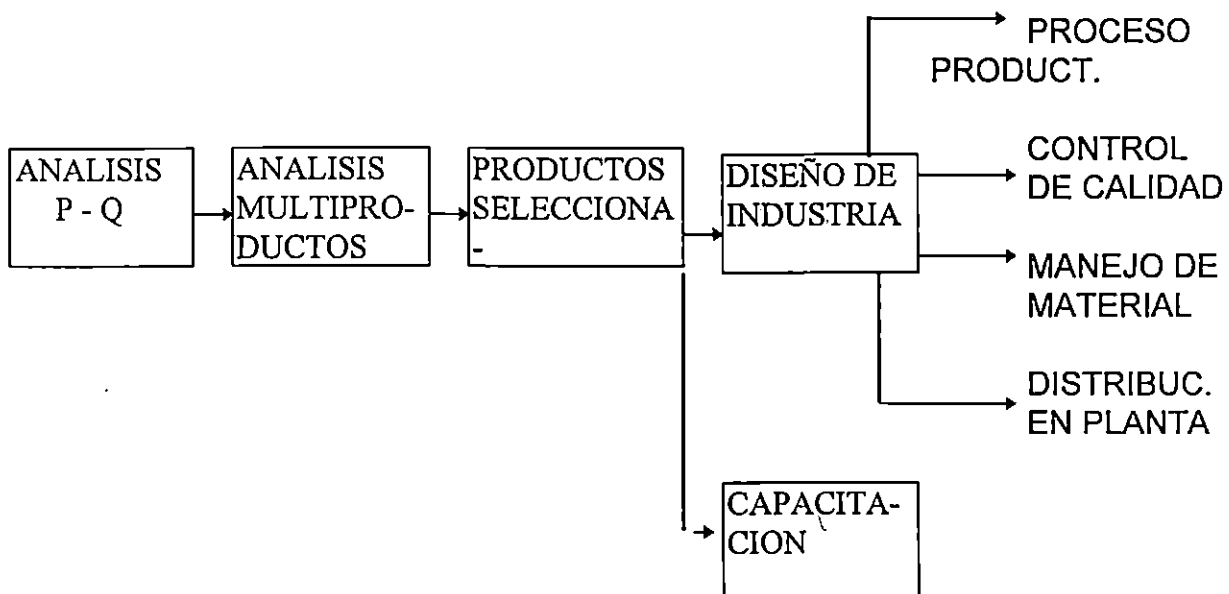 ANALISIS
P - Q
ANALISIS
MULTIPRO-
DUCTOS
PRODUCTOS
SELECCIONA
-
DISEÑO DE
INDUSTRIA
PROCESO
PRODUCT.
CONTROL
DE CALIDAD
MANEJO DE
MATERIAL
DISTRIBUC.
EN PLANTA
CAPACITA-
CION